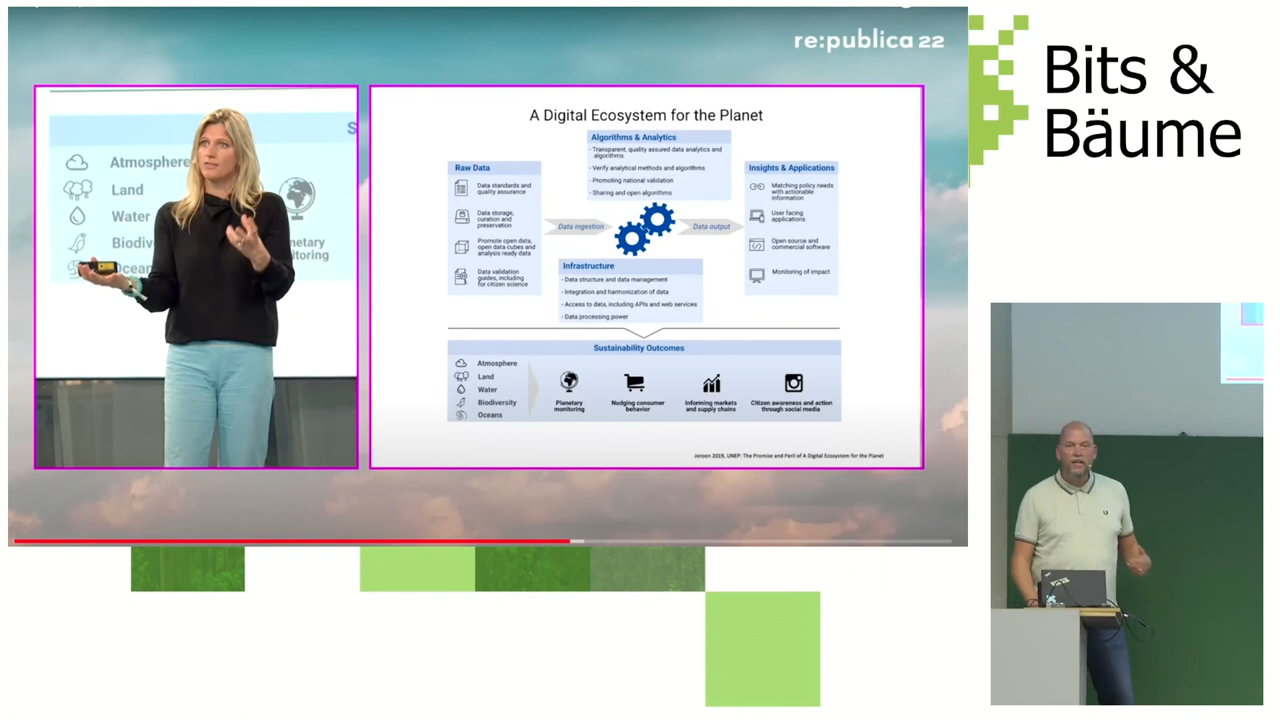 re:publica 22
Bits &
Bäume
Atmosphere
Land
Water
Biodiv
Ocean
S
netary
nitoring
A Digital Ecosystem for the Planet
Algorithms & Analytics
- Transparent, quality assured data analytics and
algorithms
- Verify analytical methods and algorithms
- Promoting national validation
- Sharing and open algorithms
Raw Data
Data standards and
quality assurance
Data storage,
curation and
preservation
Promote open data,
open data cubes and
analysis ready data
Data validation
guides, including
for citizen science
Data ingestion
Data output
Insights & Applications
Matching policy needs
with actionable
information
User facing
applications
Open source and
commercial software
Monitoring of impact
Infrastructure
- Data structure and data management
- Integration and harmonization of data
- Access to data, including APIs and web services
- Data processing power
Sustainability Outcomes
Atmosphere
Land
Water
Biodiversity
Oceans
Planetary
monitoring
Nudging consumer
behavior
Informing markets
and supply chains
Citizen awareness and action
through social media
Jensen 2019, UNEP: The Promise and Peril of A Digital Ecosystem for the Planet